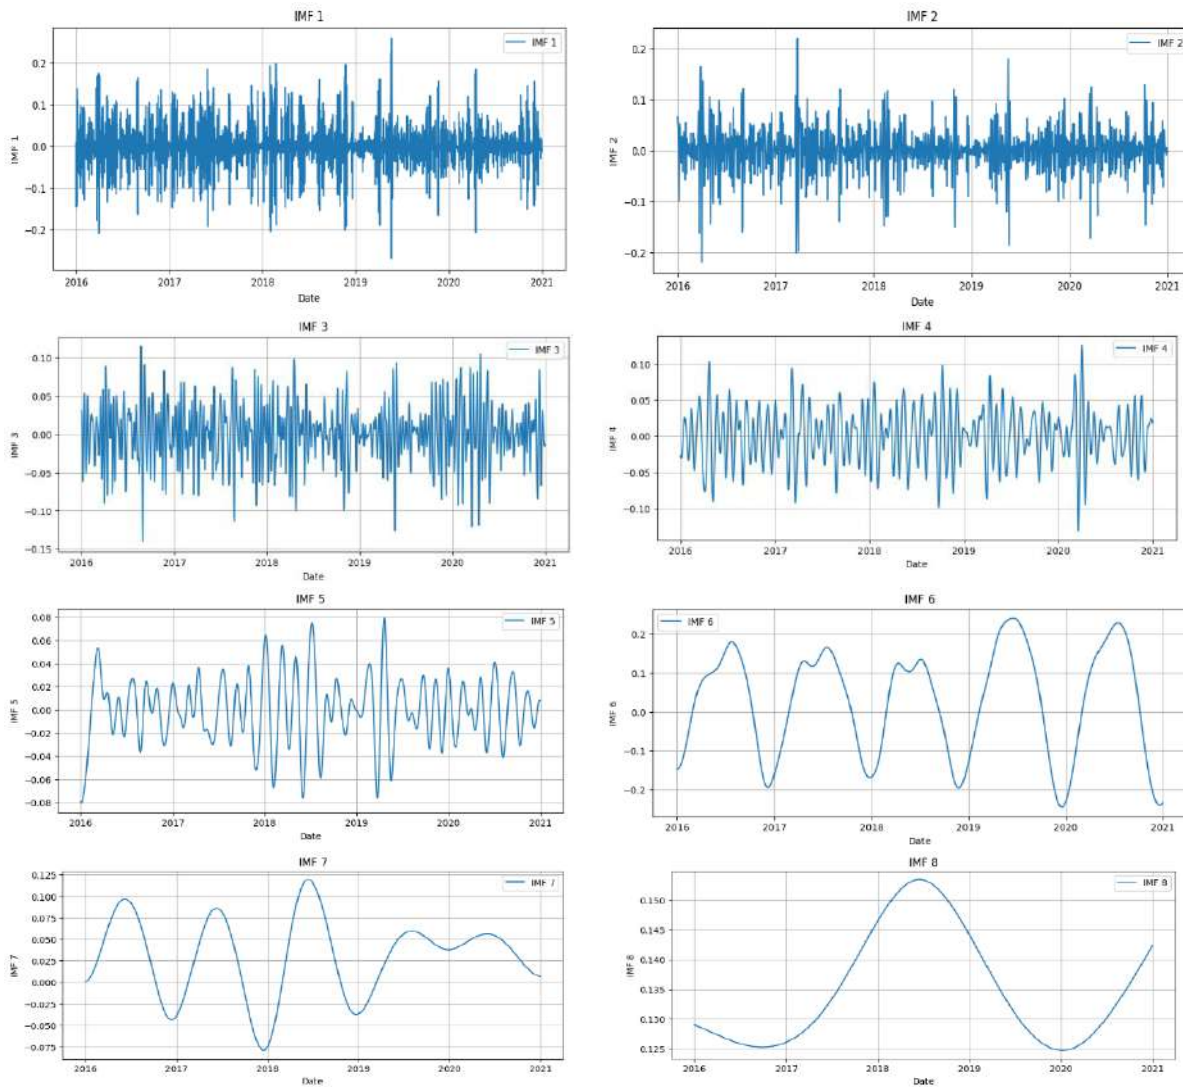 IMF 1
IMF 1
0.2
0.1
0.0
−0.1
−0.2
IMF 1
2016 2017 2018 2019 2020 2021
Date
IMF 2
IMF 2
0.2
0.1
0.0
−0.1
−0.2
IMF 2
2016 2017 2018 2019 2020 2021
Date
IMF 3
IMF 3
0.10
0.05
0.00
−0.05
−0.10
−0.15
IMF 3
2016 2017 2018 2019 2020 2021
Date
IMF 4
IMF 4
0.10
0.05
0.00
−0.05
−0.10
IMF 4
2016 2017 2018 2019 2020 2021
Date
IMF 5
IMF 5
0.08
0.06
0.04
0.02
0.00
−0.02
−0.04
−0.06
−0.08
IMF 5
2016 2017 2018 2019 2020 2021
Date
IMF 6
IMF 6
0.2
0.1
0.0
−0.1
−0.2
IMF 6
2016 2017 2018 2019 2020 2021
Date
IMF 7
IMF 7
0.125
0.100
0.075
0.050
0.025
0.000
−0.025
−0.050
−0.075
IMF 7
2016 2017 2018 2019 2020 2021
Date
IMF 8
IMF 8
0.150
0.145
0.140
0.135
0.130
0.125
IMF 8
2016 2017 2018 2019 2020 2021
Date